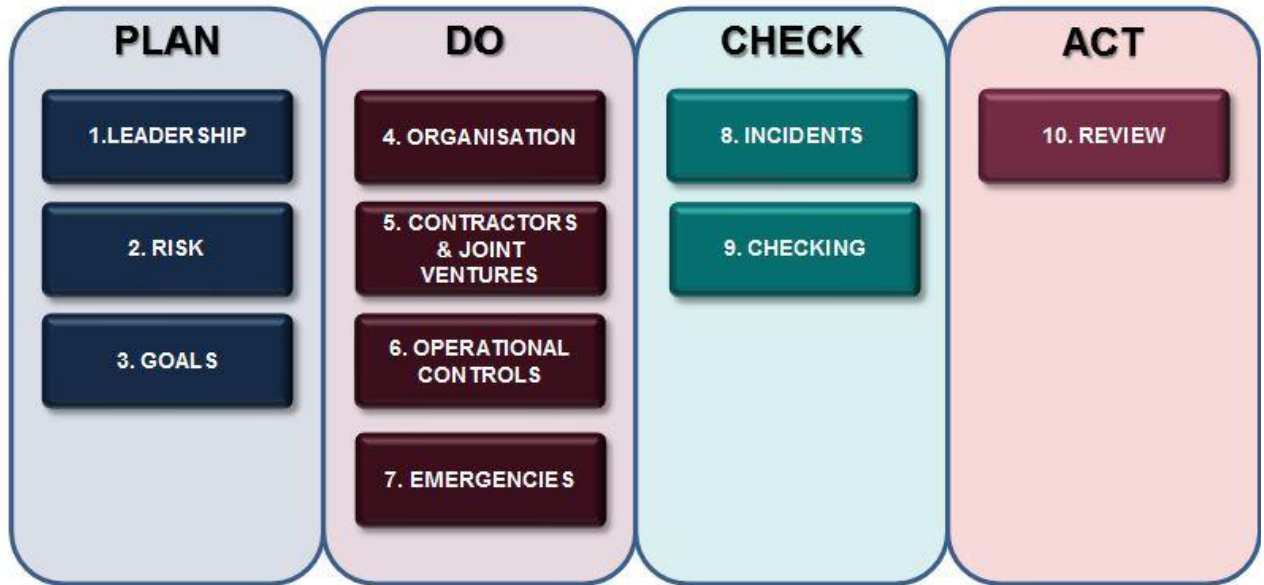 PLAN
1.LEADERSHIP
2. RISK
3. GOALS
DO
4. ORGANISATION
5. CONTRACTORS
& JOINT
VENTURES
6. OPERATIONAL
CONTROLS
7. EMERGENCIES
CHECK
8. INCIDENTS
9. CHECKING
ACT
10. REVIEW